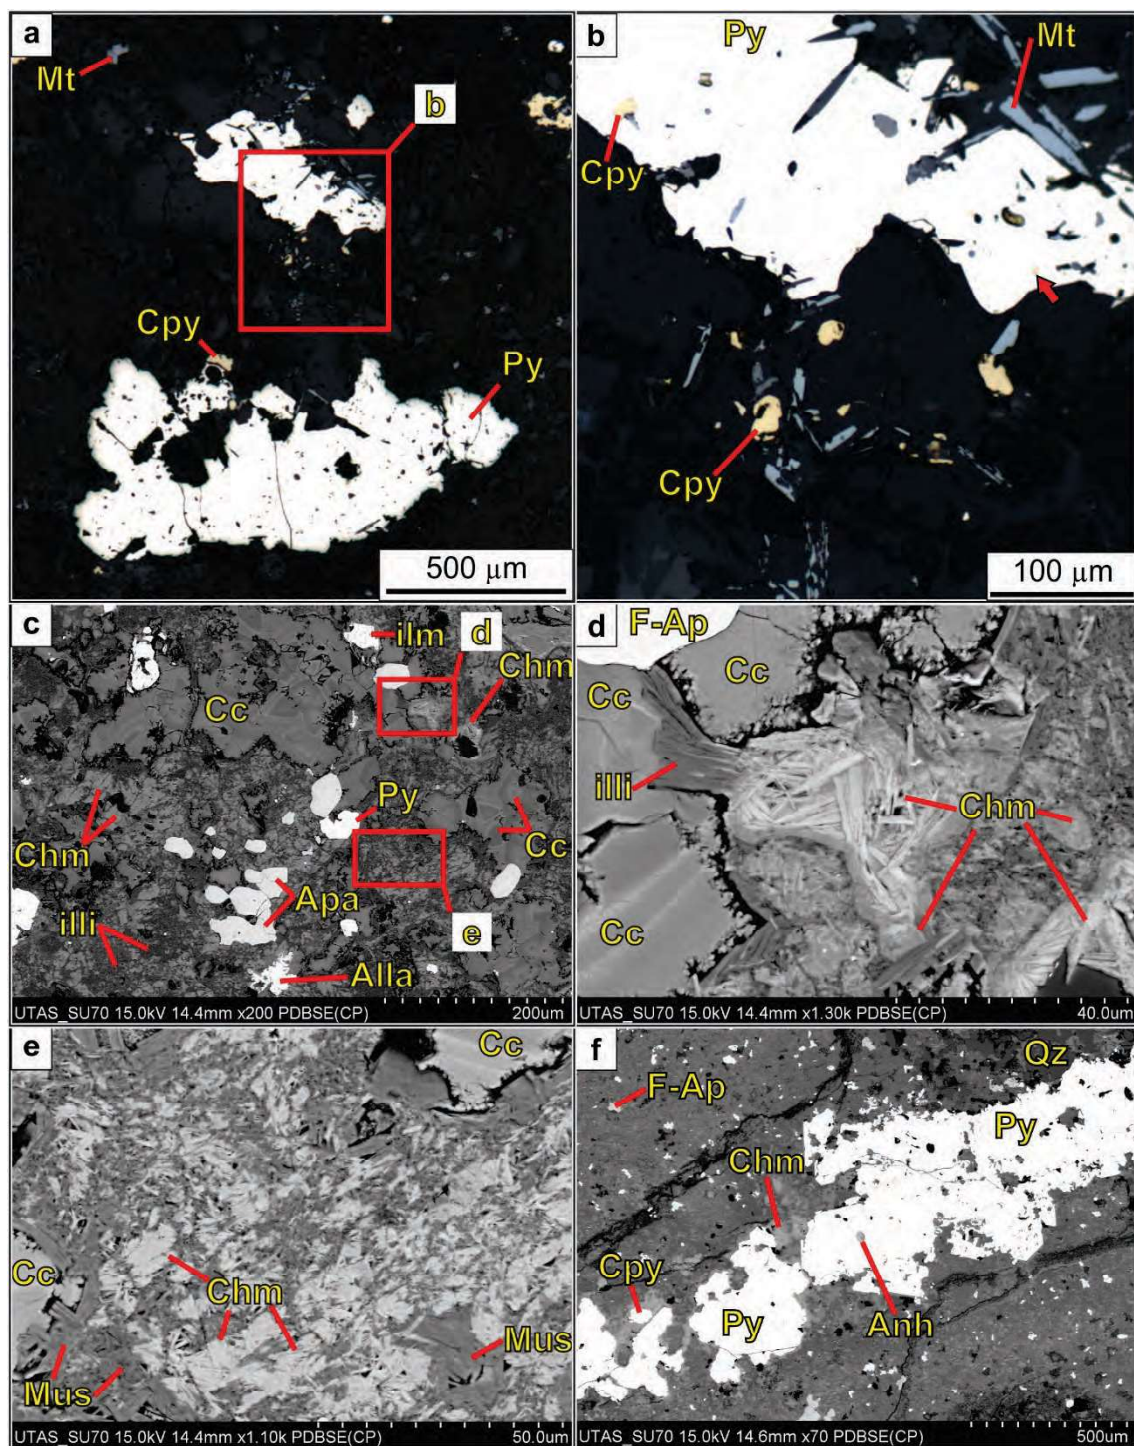 a
Mt
b
Cpy
Py
500 μm
b
Py
Mt
Cpy
Cpy
100 μm
c
ilm
d
Chm
Cc
Py
Chm
Cc
illi
Apa
e
Alla
UTAS_SU70 15.0kV 14.4mm x200 PDBSE(CP) 200um
d
F-Ap
Cc
Cc
illi
Chm
Cc
UTAS_SU70 15.0kV 14.4mm x1.30k PDBSE(CP) 40.0um
e
Cc
Cc
Chm
Mus
Mus
UTAS_SU70 15.0kV 14.4mm x1.10k PDBSE(CP) 50.0um
f
Qz
F-Ap
Py
Chm
Cpy
Py
Anh
UTAS_SU70 15.0kV 14.6mm x70 PDBSE(CP) 500um